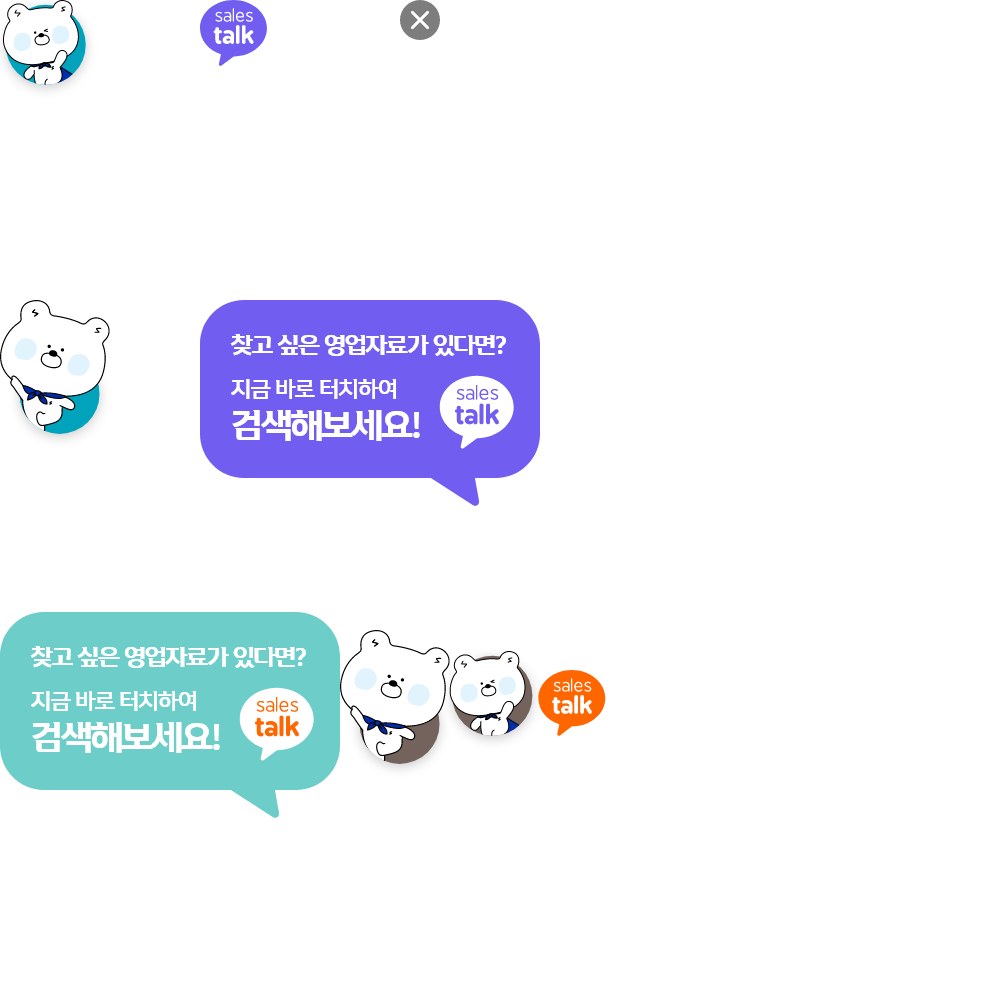 sales
talk
찾고 싶은 영업자료가 있다면?
지금 바로 터치하여
검색해보세요!
sales
talk
찾고 싶은 영업자료가 있다면?
지금 바로 터치하여
검색해보세요!
sales
talk
sales
talk